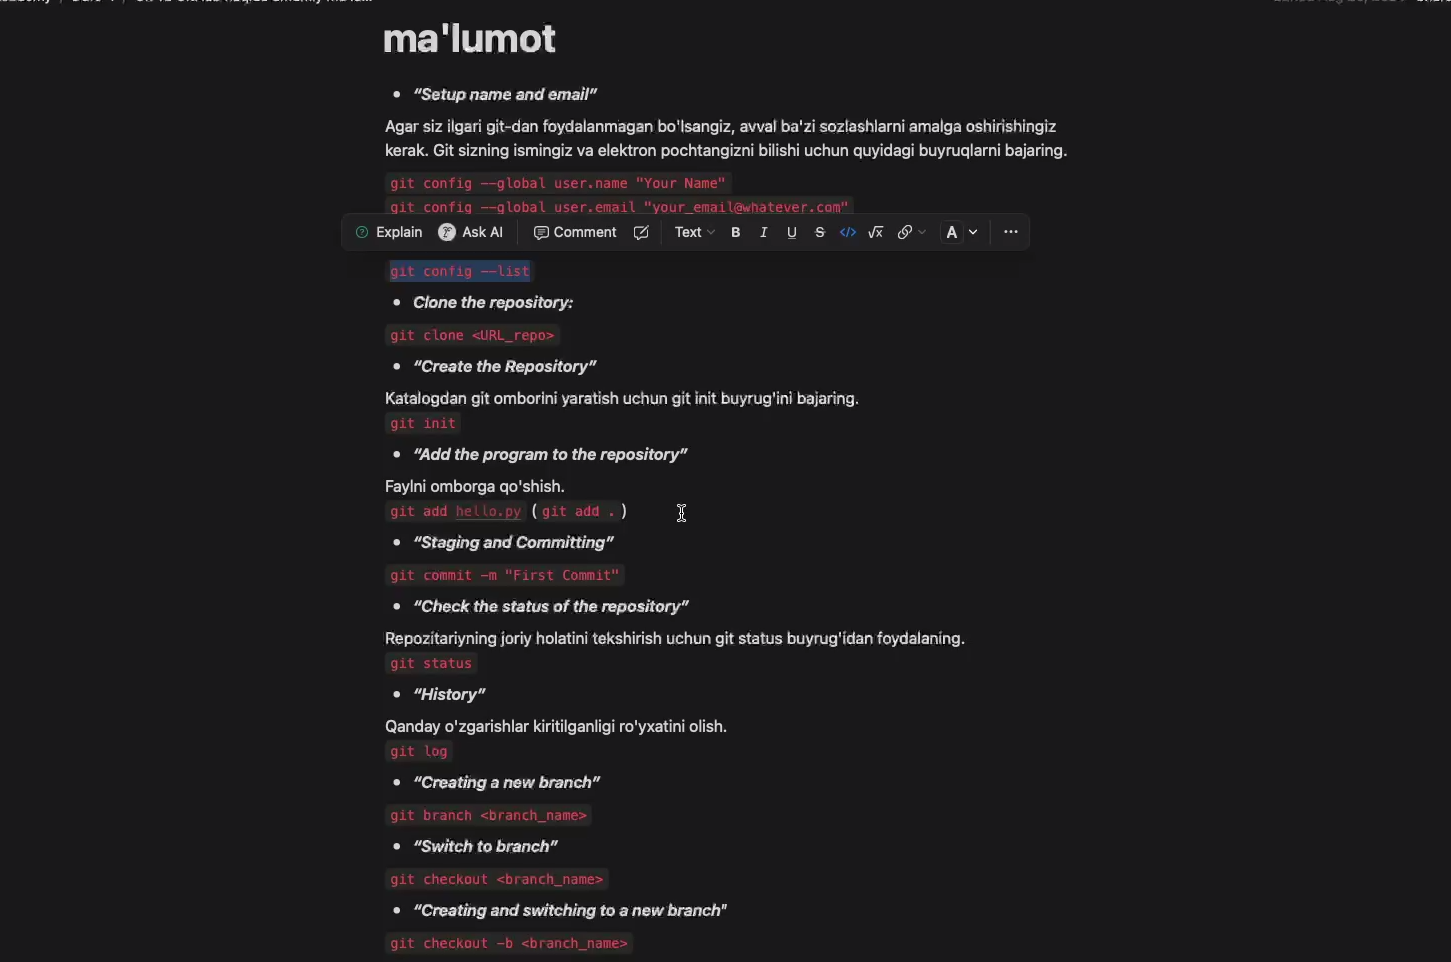 ma'lumot
• “Setup name and email”
Agar siz ilgari git-dan foydalanmagan bo'lsangiz, avval ba'zi sozlashlarni amalga oshirishingiz
kerak. Git sizning ismingiz va elektron pochtangizni bilishi uchun quyidagi buyruqlarni bajaring.
git config --global user.name "Your Name"
git config --global user.email "your_email@whatever.com"
Explain Ask AI Comment Text B I U S </> √x A ...
git config --list
• Clone the repository:
git clone <URL_repo>
• “Create the Repository”
Katalogdan git omborini yaratish uchun git init buyrug'ini bajaring.
git init
• “Add the program to the repository”
Faylni omborga qo'shish.
git add hello.py (git add .)
• “Staging and Committing”
git commit -m "First Commit"
• “Check the status of the repository”
Repozitariyning joriy holatini tekshirish uchun git status buyrug'idan foydalaning.
git status
• “History”
Qanday o'zgarishlar kiritilganligi ro'yxatini olish.
git log
• “Creating a new branch”
git branch <branch_name>
• “Switch to branch”
git checkout <branch_name>
• “Creating and switching to a new branch"
git checkout -b <branch_name>